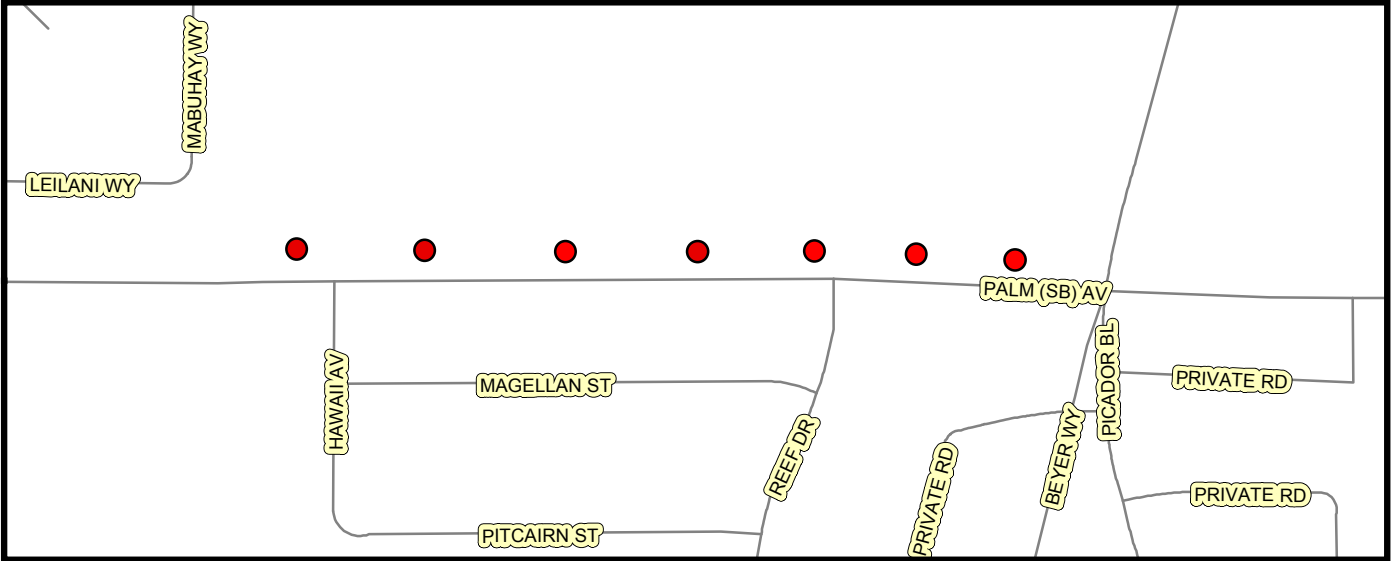 MABUHAY WY
LEILANI WY
PALM (SB) AV
HAWAII AV
MAGELLAN ST
PICADOR BL
PRIVATE RD
REEF DR
BEYER WY
PRIVATE RD
PRIVATE RD
PITCAIRN ST